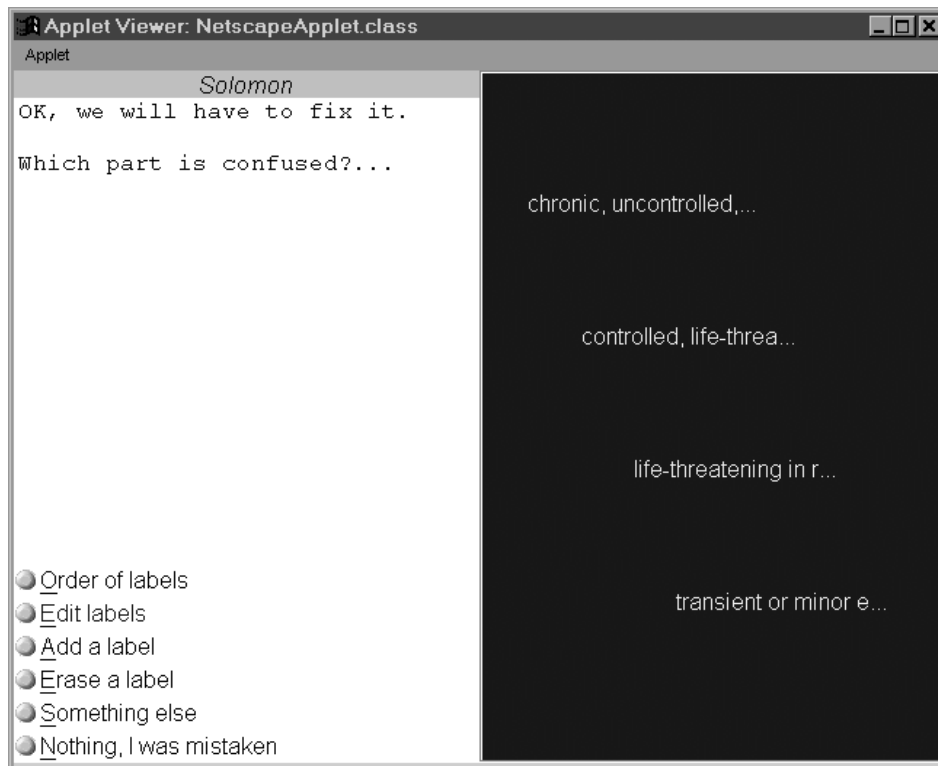 Applet Viewer: NetscapeApplet.class
Applet
Solomon
OK, we will have to fix it.
Which part is confused?...
Order of labels
Edit labels
Add a label
Erase a label
Something else
Nothing, I was mistaken
chronic, uncontrolled,...
controlled, life-threa...
life-threatening in r...
transient or minor e...